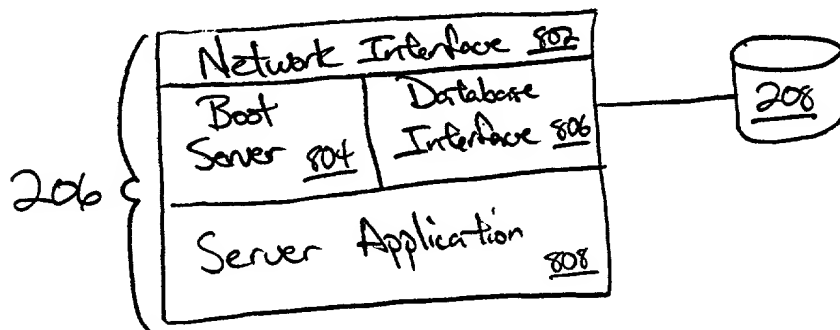 Network Interface 802
Boot
Server 804
Database
Interface 806
208
206
Server Application
808